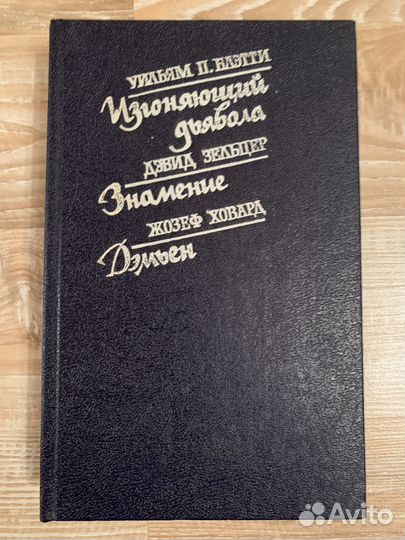 УИЛЬЯМ П. БЛЭТТИ
Изгоняющий
дьявола
ДЭВИД ЗЕЛЬЦЕР
Знамение
ЖОЗЕФ ХОВАРД
Дэмьен
Avito